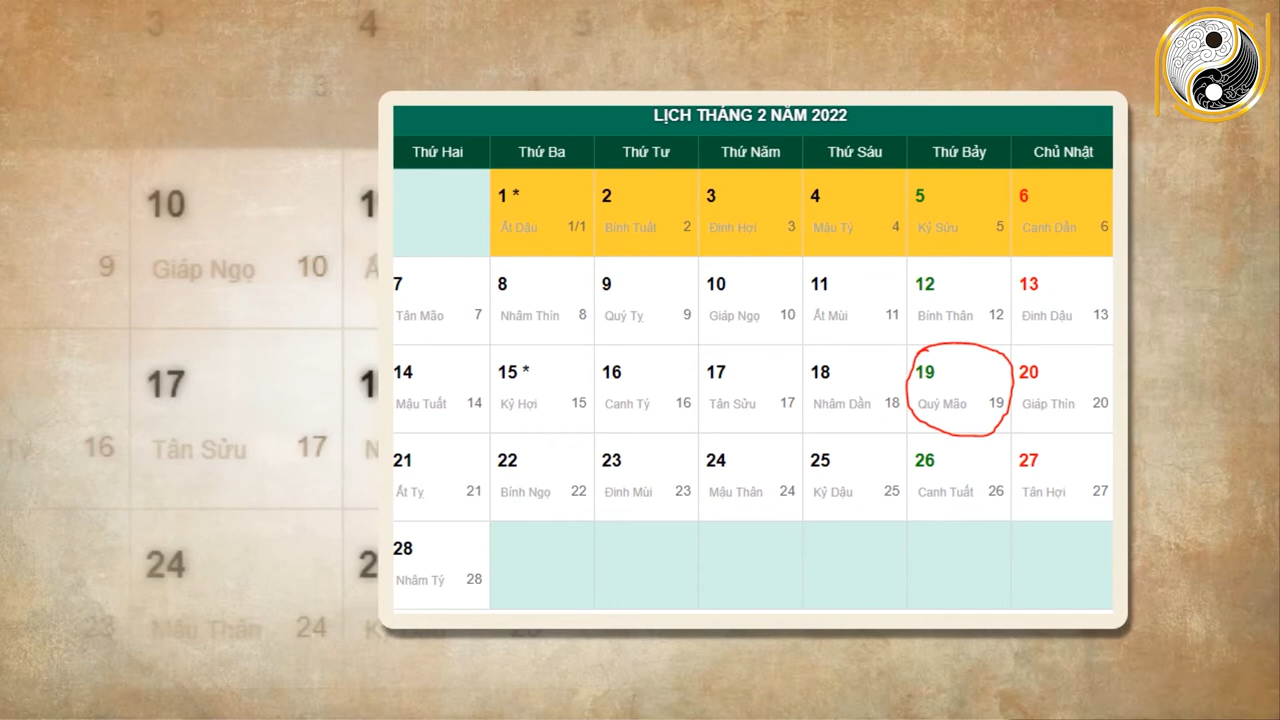 LỊCH THÁNG 2 NĂM 2022
Thứ Hai Thứ Ba Thứ Tư Thứ Năm Thứ Sáu Thứ Bảy Chủ Nhật
1 * 2 3 4 5 6
Ất Dậu 1/1 Bính Tuất 2 Đinh Hợi 3 Mậu Tý 4 Kỷ Sửu 5 Canh Dần 6
7 8 9 10 11 12 13
Tân Mão 7 Nhâm Thìn 8 Quý Tỵ 9 Giáp Ngọ 10 Ất Mùi 11 Bính Thân 12 Đinh Dậu 13
14 15 * 16 17 18 19 20
Mậu Tuất 14 Kỷ Hợi 15 Canh Tý 16 Tân Sửu 17 Nhâm Dần 18 Quý Mão 19 Giáp Thìn 20
21 22 23 24 25 26 27
Ất Tỵ 21 Bính Ngọ 22 Đinh Mùi 23 Mậu Thân 24 Kỷ Dậu 25 Canh Tuất 26 Tân Hợi 27
28
Nhâm Tý 28
3 4 5
3
10
9 Giáp Ngọ 10
17
16 Tân Sửu 17
24
23 Mậu Thân 24